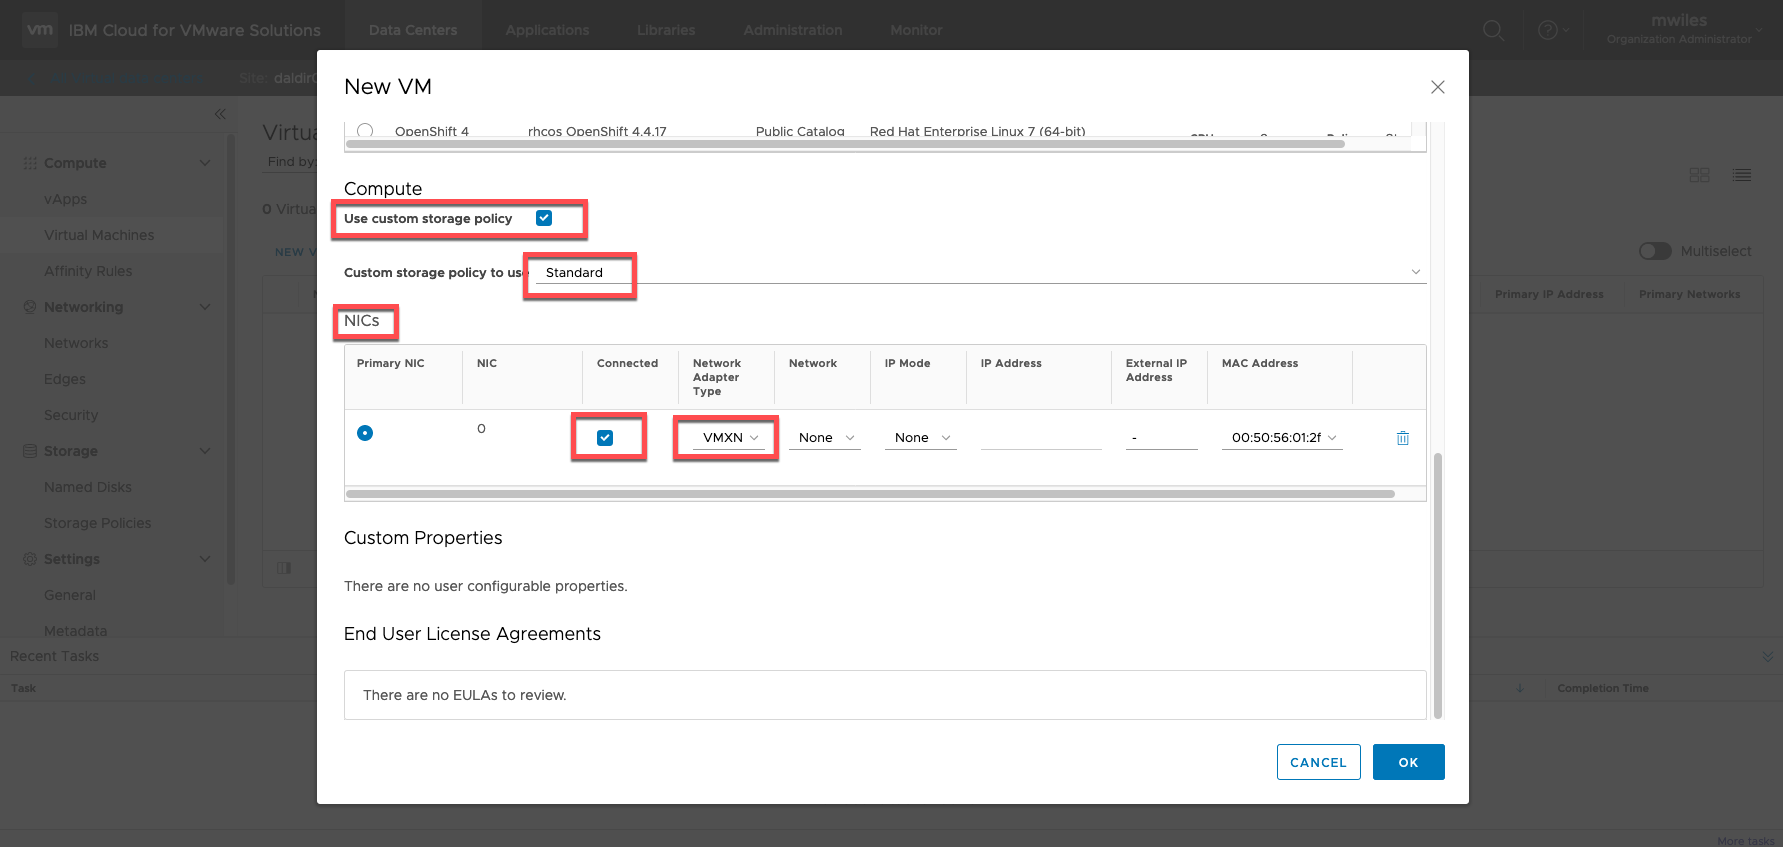 vm IBM Cloud for VMware Solutions Data Centers Applications Libraries Administration Monitor mwiles
Organization Administrator
Site:
New VM
Virtu
Find by:
0 Virtu
NEW V
Multiselect
Primary IP Address Primary Networks
Compute
vApps
Virtual Machines
Affinity Rules
Networking
Networks
Edges
Security
Storage
Named Disks
Storage Policies
Settings
General
Metadata
OpenShift 4 rhcos OpenShift 4.4.17 Public Catalog Red Hat Enterprise Linux 7 (64-bit)
Compute
Use custom storage policy
Custom storage policy to use Standard
NICs
Primary NIC NIC Connected Network Adapter Type Network IP Mode IP Address External IP Address MAC Address
0 VMXN None None - 00:50:56:01:2f
Custom Properties
There are no user configurable properties.
End User License Agreements
There are no EULAs to review.
CANCEL OK
Recent Tasks
Task Completion Time
More tasks